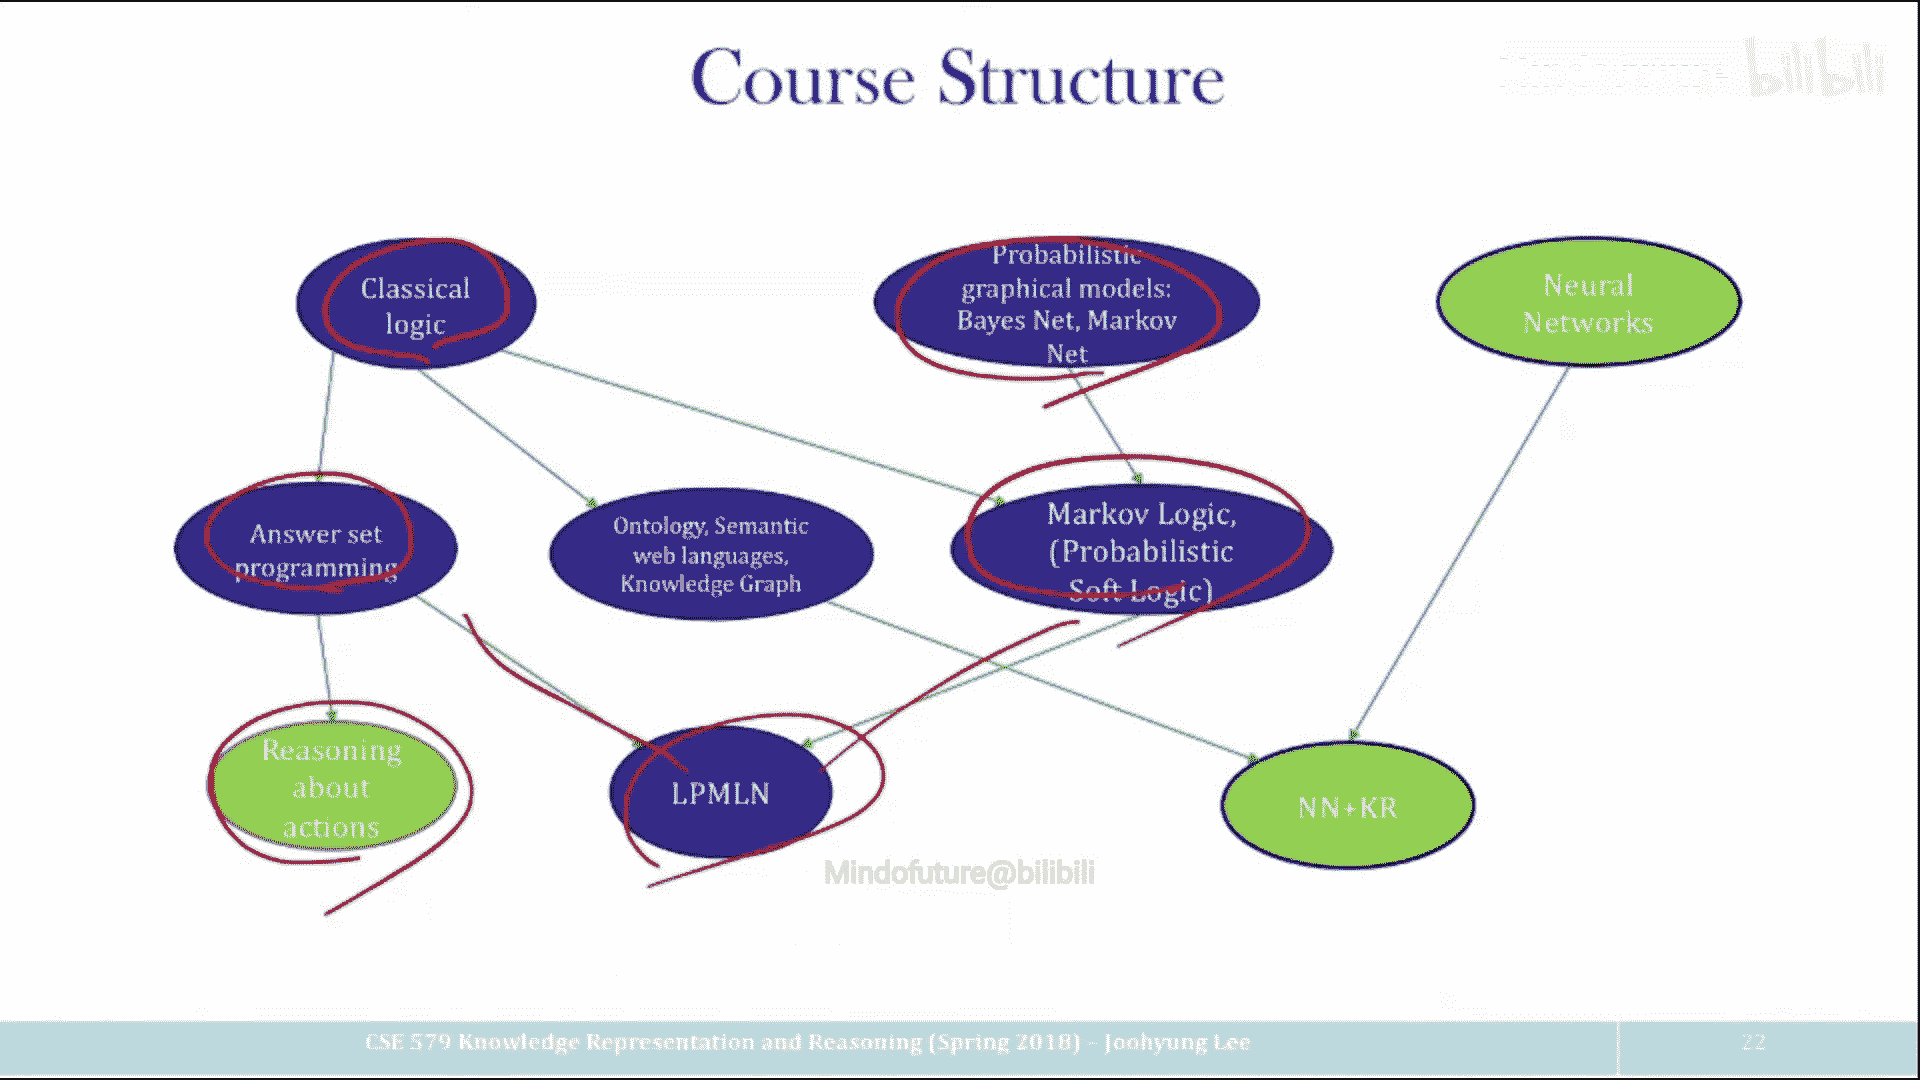 Course Structure
bilibili
Classical
logic
Probabilistic
graphical models:
Bayes Net, Markov
Net
Neural
Networks
Answer set
programming
Ontology, Semantic
web languages,
Knowledge Graph
Markov Logic,
(Probabilistic
Soft Logic)
Reasoning
about
actions
LPMLN
NN+KR
Mindofuture@bilibili
CSE 579 Knowledge Representation and Reasoning (Spring 2018) – Joohyung Lee
22